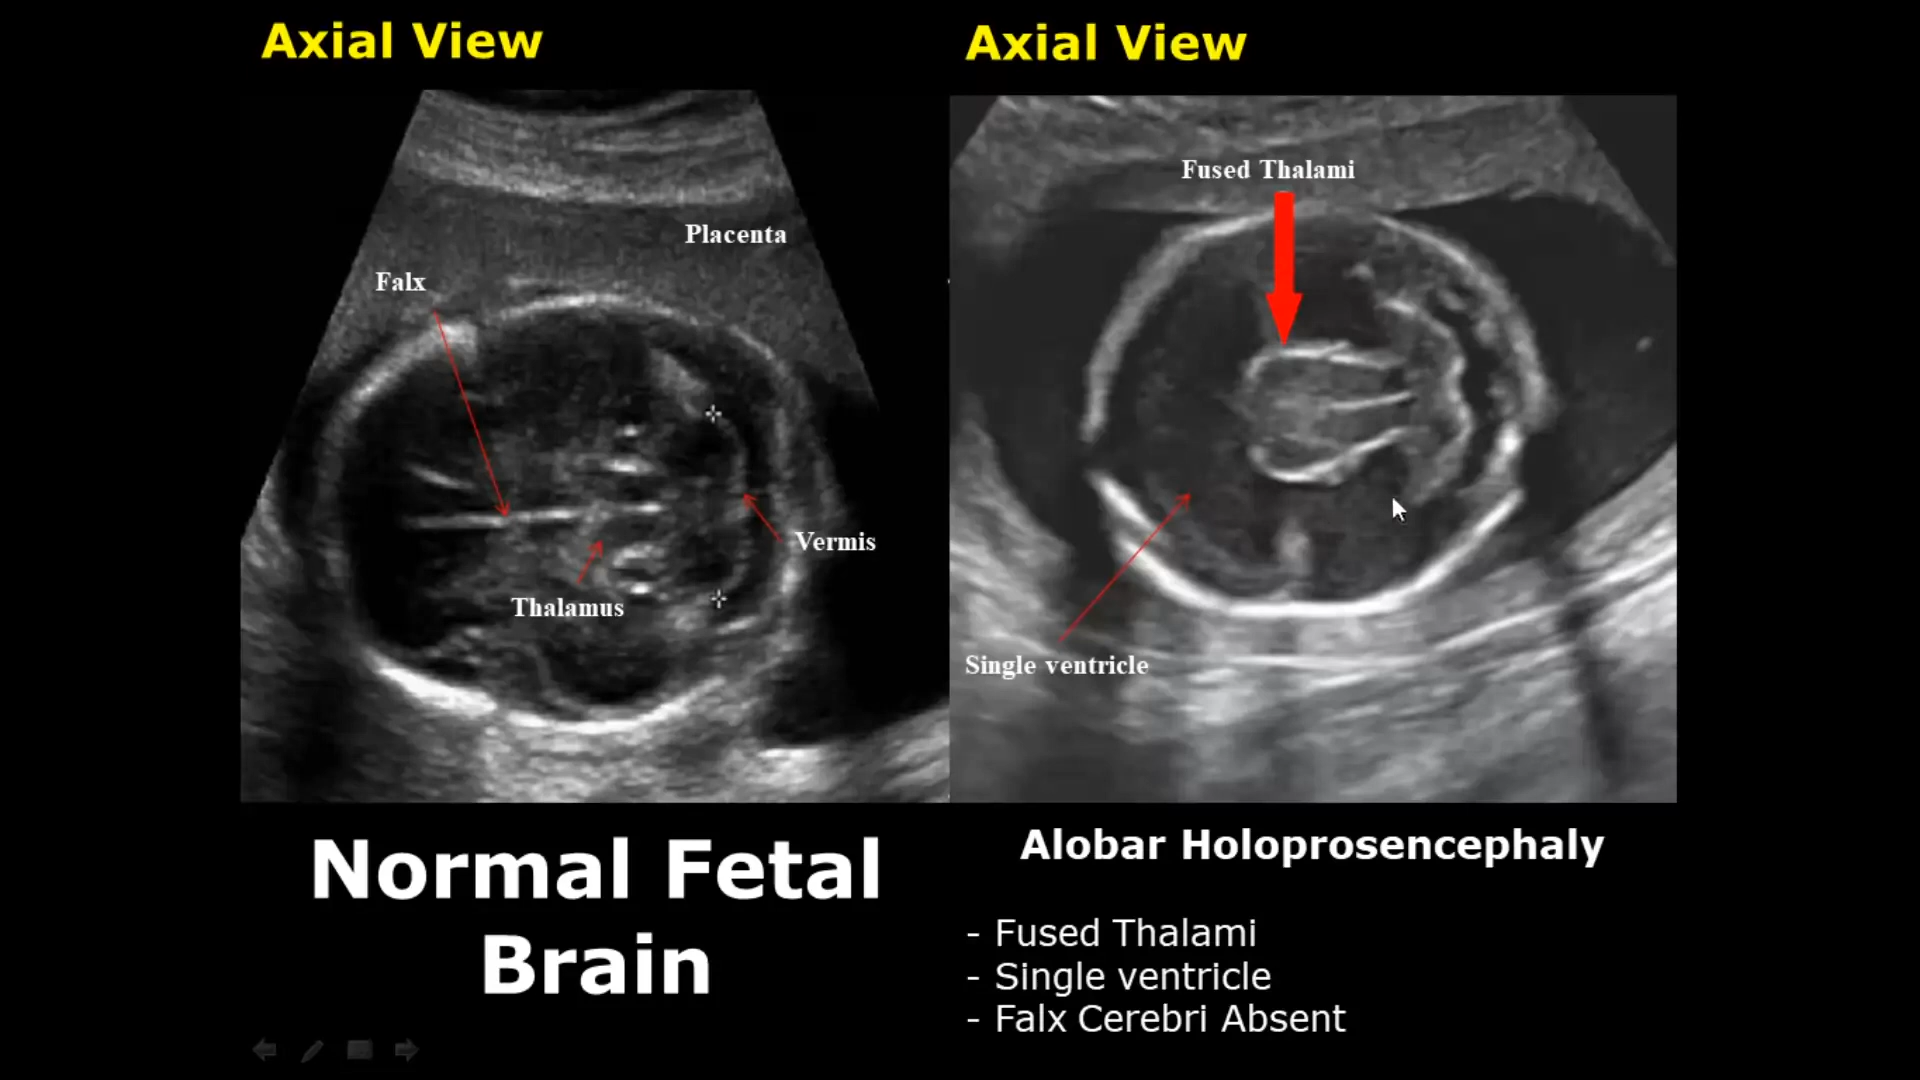 Axial View
Placenta
Falx
Vermis
Thalamus
Normal Fetal
Brain
Axial View
Fused Thalami
Single ventricle
Alobar Holoprosencephaly
- Fused Thalami
- Single ventricle
- Falx Cerebri Absent